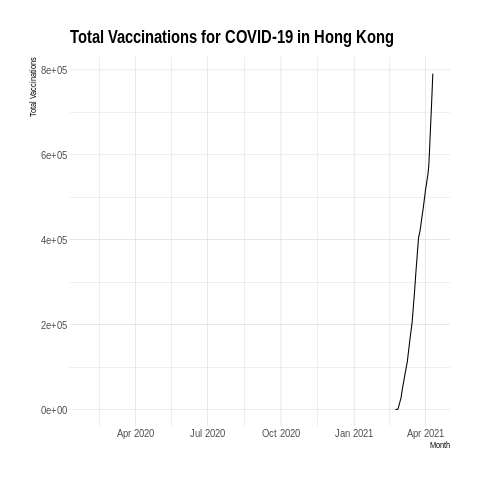 Total Vaccinations for COVID-19 in Hong Kong
Total Vaccinations
8e+05
6e+05
4e+05
2e+05
0e+00
Apr 2020 Jul 2020 Oct 2020 Jan 2021 Apr 2021
Month